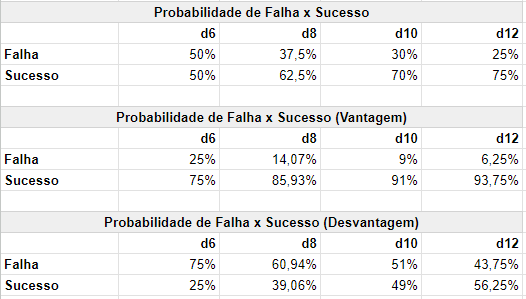 Probabilidade de Falha x Sucesso
d6 d8 d10 d12
Falha 50% 37,5% 30% 25%
Sucesso 50% 62,5% 70% 75%
Probabilidade de Falha x Sucesso (Vantagem)
d6 d8 d10 d12
Falha 25% 14,07% 9% 6,25%
Sucesso 75% 85,93% 91% 93,75%
Probabilidade de Falha x Sucesso (Desvantagem)
d6 d8 d10 d12
Falha 75% 60,94% 51% 43,75%
Sucesso 25% 39,06% 49% 56,25%